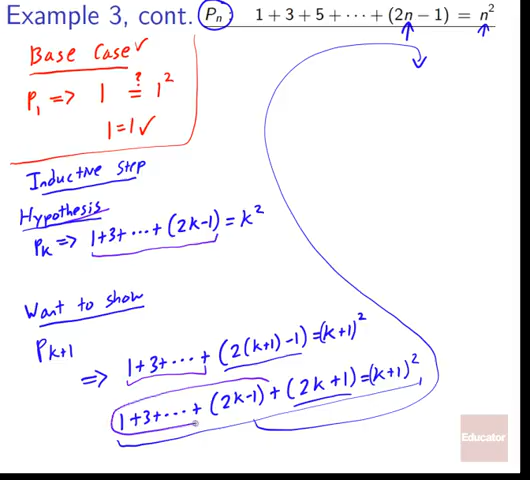 Example 3, cont. Pₙ: 1 + 3 + 5 + ··· + (2n − 1) = n²
Base Case ✓
P₁ => 1 ≟ 1²
1 = 1 ✓
Inductive Step
Hypothesis
Pk => 1+3+ ··· + (2k-1) = k²
Want to show
Pk+1
=> 1+3+ ··· + (2(k+1)-1) = (k+1)²
1+3+ ··· + (2k-1) + (2k+1) = (k+1)²
Educator